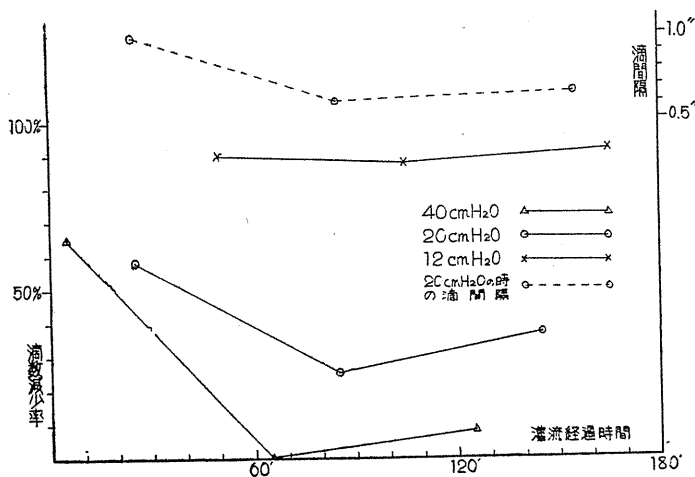 1.0″
滴間隔
0.5″
100%
40cmH₂O
20cmH₂O
12cmH₂O
20cmH₂Oの時
の滴間隔
50%
滴数減少率
灌流経過時間
60′
120′
180′